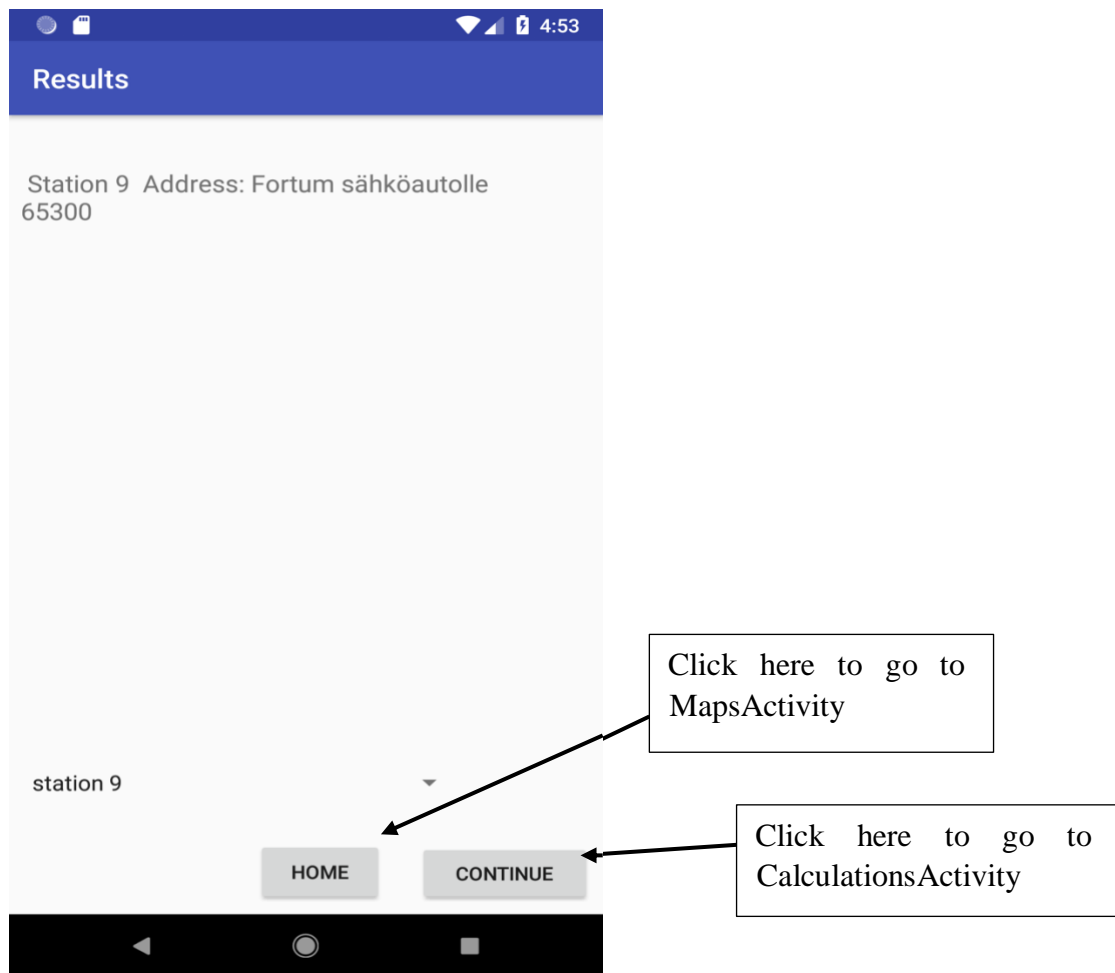 4:53
Results
Station 9 Address: Fortum sähköautolle
65300
Click here to go to
MapsActivity
station 9
Click here to go to
CalculationsActivity
HOME
CONTINUE